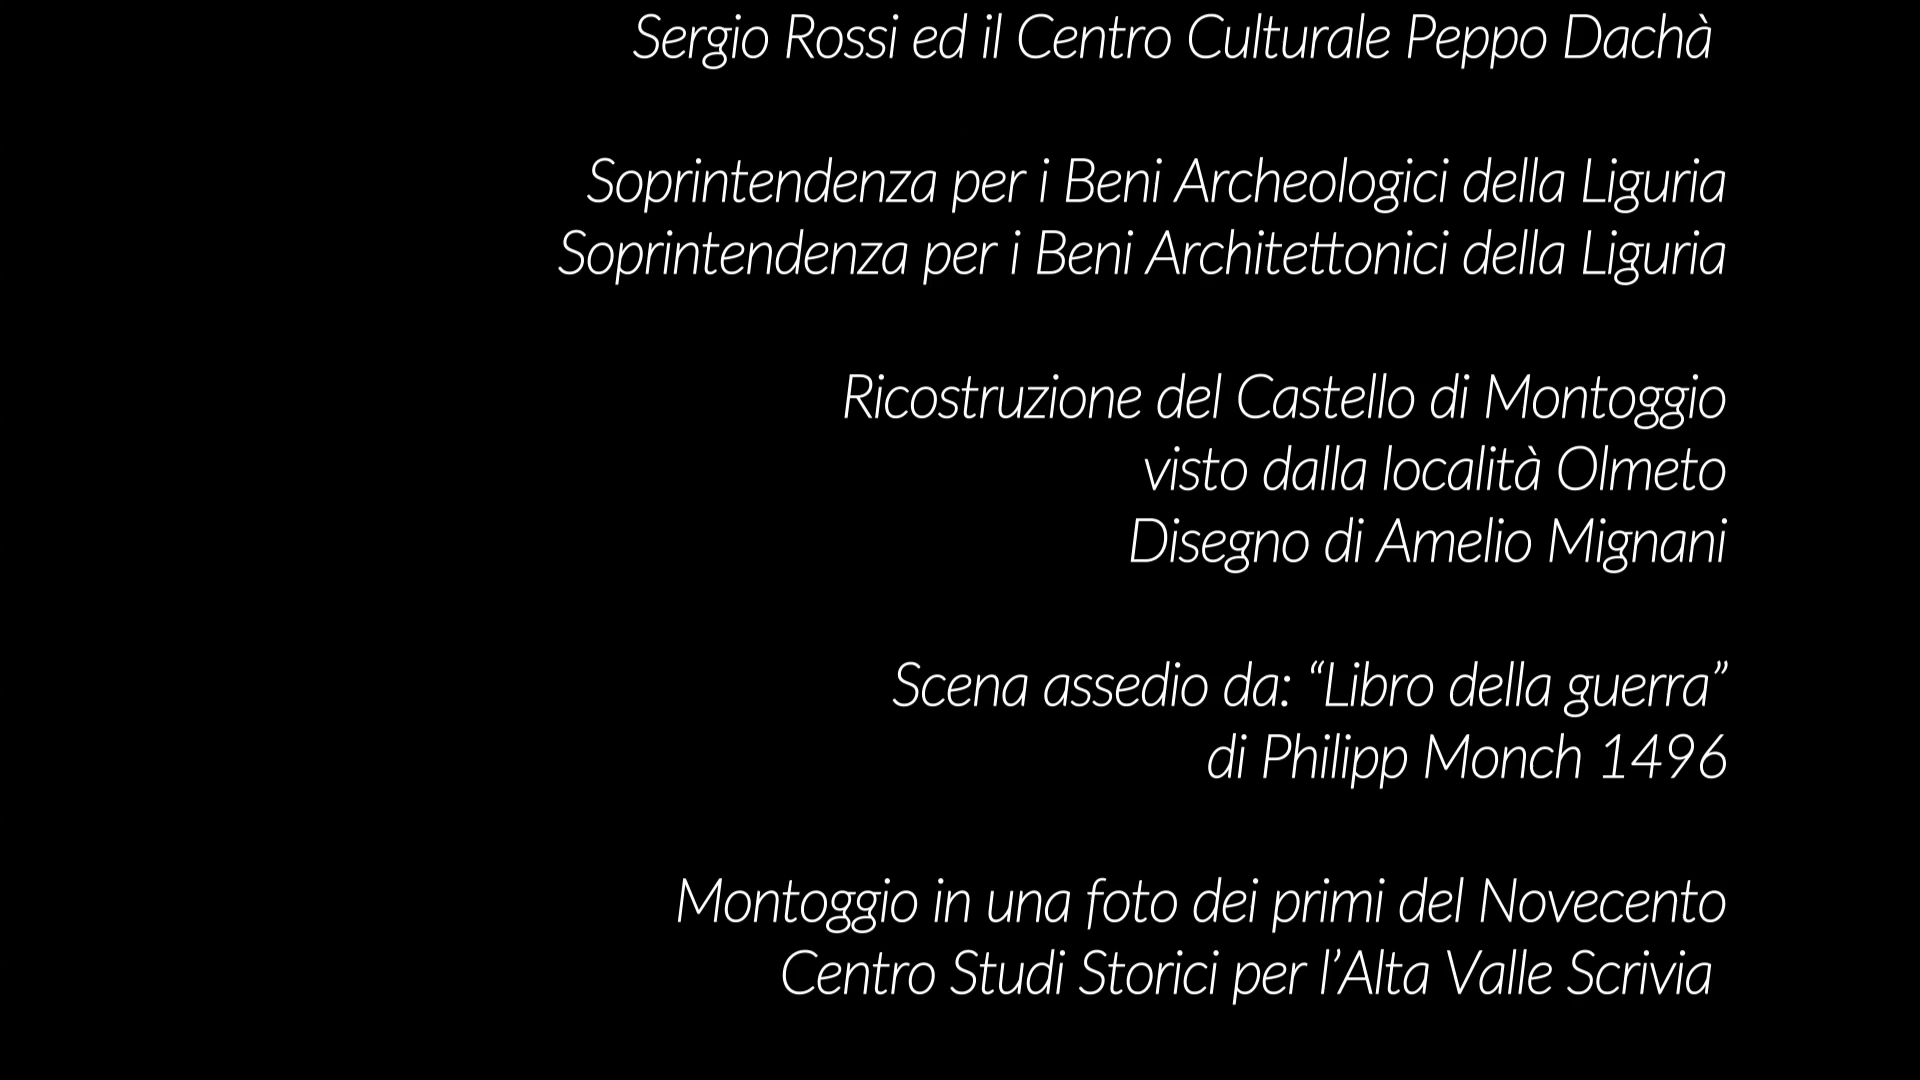 Sergio Rossi ed il Centro Culturale Peppo Dachà
Soprintendenza per i Beni Archeologici della Liguria
Soprintendenza per i Beni Architettonici della Liguria
Ricostruzione del Castello di Montoggio
visto dalla località Olmeto
Disegno di Amelio Mignani
Scena assedio da: “Libro della guerra”
di Philipp Monch 1496
Montoggio in una foto dei primi del Novecento
Centro Studi Storici per l’Alta Valle Scrivia